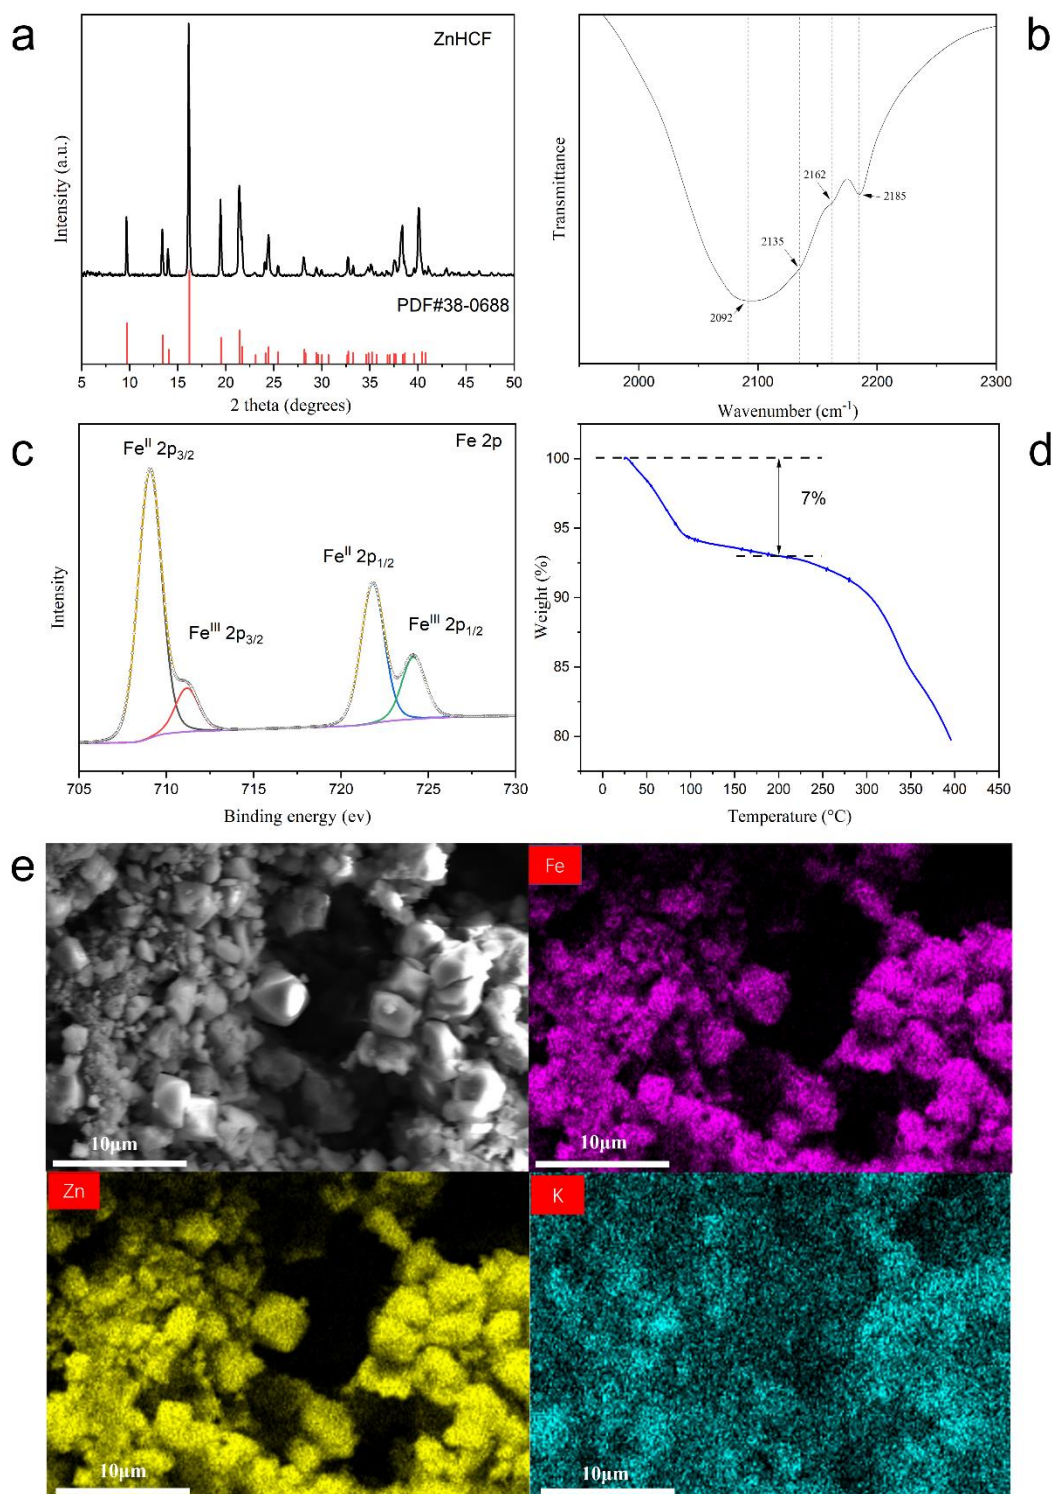 a
ZnHCF
PDF#38-0688
Intensity (a.u.)
5 10 15 20 25 30 35 40 45 50
2 theta (degrees)
b
2092
2135
2162
2185
Transmittance
2000 2100 2200 2300
Wavenumber (cm⁻¹)
c
Fe 2p
Feᴵᴵ 2p₃/₂
Feᴵᴵᴵ 2p₃/₂
Feᴵᴵ 2p₁/₂
Feᴵᴵᴵ 2p₁/₂
Intensity
705 710 715 720 725 730
Binding energy (ev)
d
100
95
90
85
80
7%
Weight (%)
0 50 100 150 200 250 300 350 400 450
Temperature (°C)
e
10µm
Fe
10µm
Zn
10µm
K
10µm